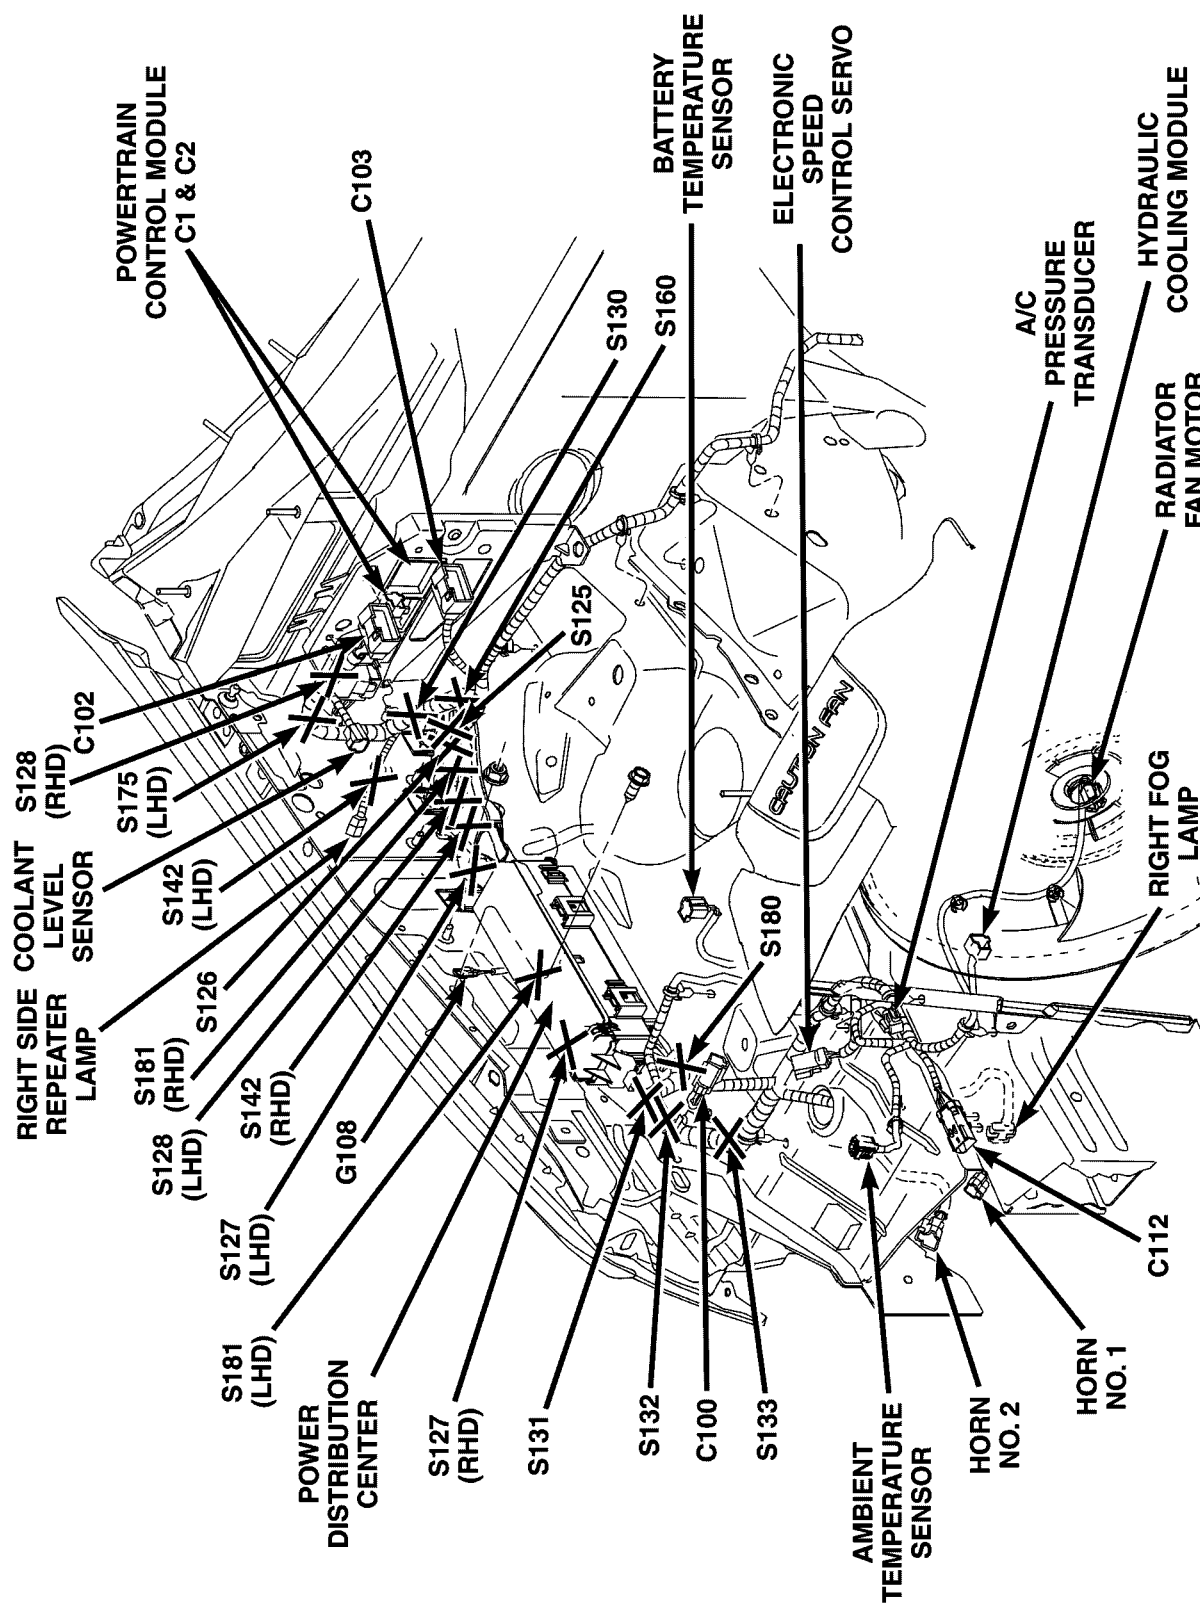 AMBIENT
TEMPERATURE
SENSOR
POWER
DISTRIBUTION
CENTER
S127
(RHD)
S131
S132
C100
S133
HORN
NO. 2
HORN
NO. 1
S181
(LHD)
S127
(LHD)
C112
S128
(LHD)
G108
S142
(RHD)
S181
(RHD)
RIGHT SIDE
REPEATER
LAMP
S126
S180
COOLANT
LEVEL
SENSOR
S142
(LHD)
RIGHT FOG
LAMP
S175
(LHD)
S128
(RHD)
C102
CAUTION FAN
S125
RADIATOR
FAN MOTOR
S130
S160
A/C
PRESSURE
TRANSDUCER
POWERTRAIN
CONTROL MODULE
C1 & C2
C103
BATTERY
TEMPERATURE
SENSOR
ELECTRONIC
SPEED
CONTROL SERVO
HYDRAULIC
COOLING MODULE